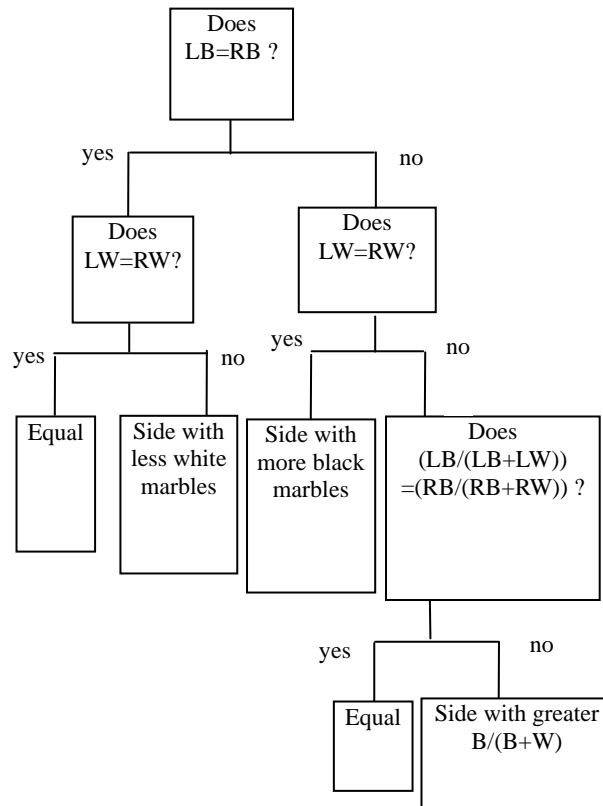 Does
LB=RB ?
yes
no
Does
LW=RW?
Does
LW=RW?
yes
no
yes
no
Equal
Side with
less white
marbles
Side with
more black
marbles
Does
(LB/(LB+LW))
=(RB/(RB+RW)) ?
yes
no
Equal
Side with greater
B/(B+W)